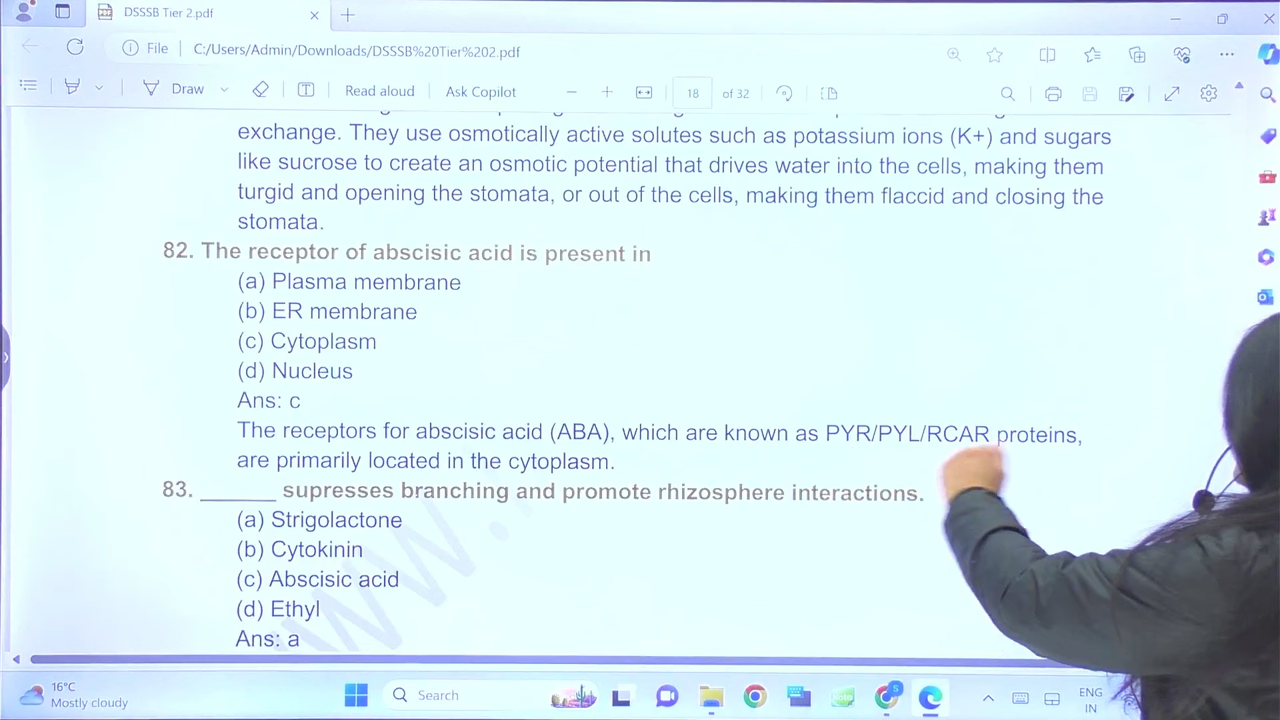 DSSSB Tier 2.pdf
File
C:/Users/Admin/Downloads/DSSSB%20Tier%202.pdf
Draw
Read aloud
Ask Copilot
18 of 32
exchange. They use osmotically active solutes such as potassium ions (K+) and sugars
like sucrose to create an osmotic potential that drives water into the cells, making them
turgid and opening the stomata, or out of the cells, making them flaccid and closing the
stomata.
82. The receptor of abscisic acid is present in
(a) Plasma membrane
(b) ER membrane
(c) Cytoplasm
(d) Nucleus
Ans: c
The receptors for abscisic acid (ABA), which are known as PYR/PYL/RCAR proteins,
are primarily located in the cytoplasm.
83. ______ supresses branching and promote rhizosphere interactions.
(a) Strigolactone
(b) Cytokinin
(c) Abscisic acid
(d) Ethyl
Ans: a
www.
16°C
Mostly cloudy
Search
5
ENG
IN